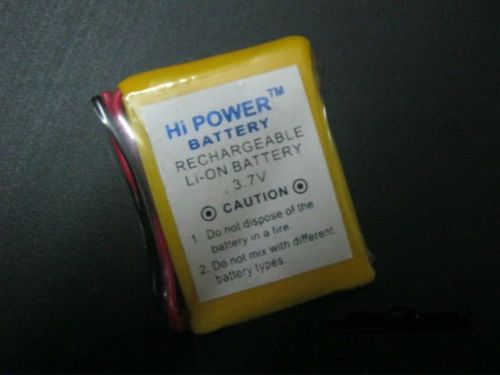 Hi POWER™
BATTERY
RECHARGEABLE
Li-ON BATTERY
. 3.7V
CAUTION
1. Do not dispose of the
battery in a fire.
2. Do not mix with different
battery types.